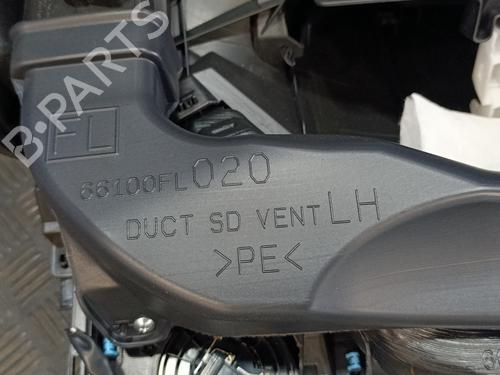 B-PARTS
FL
66100FL020
DUCT SD VENT LH
>PE<